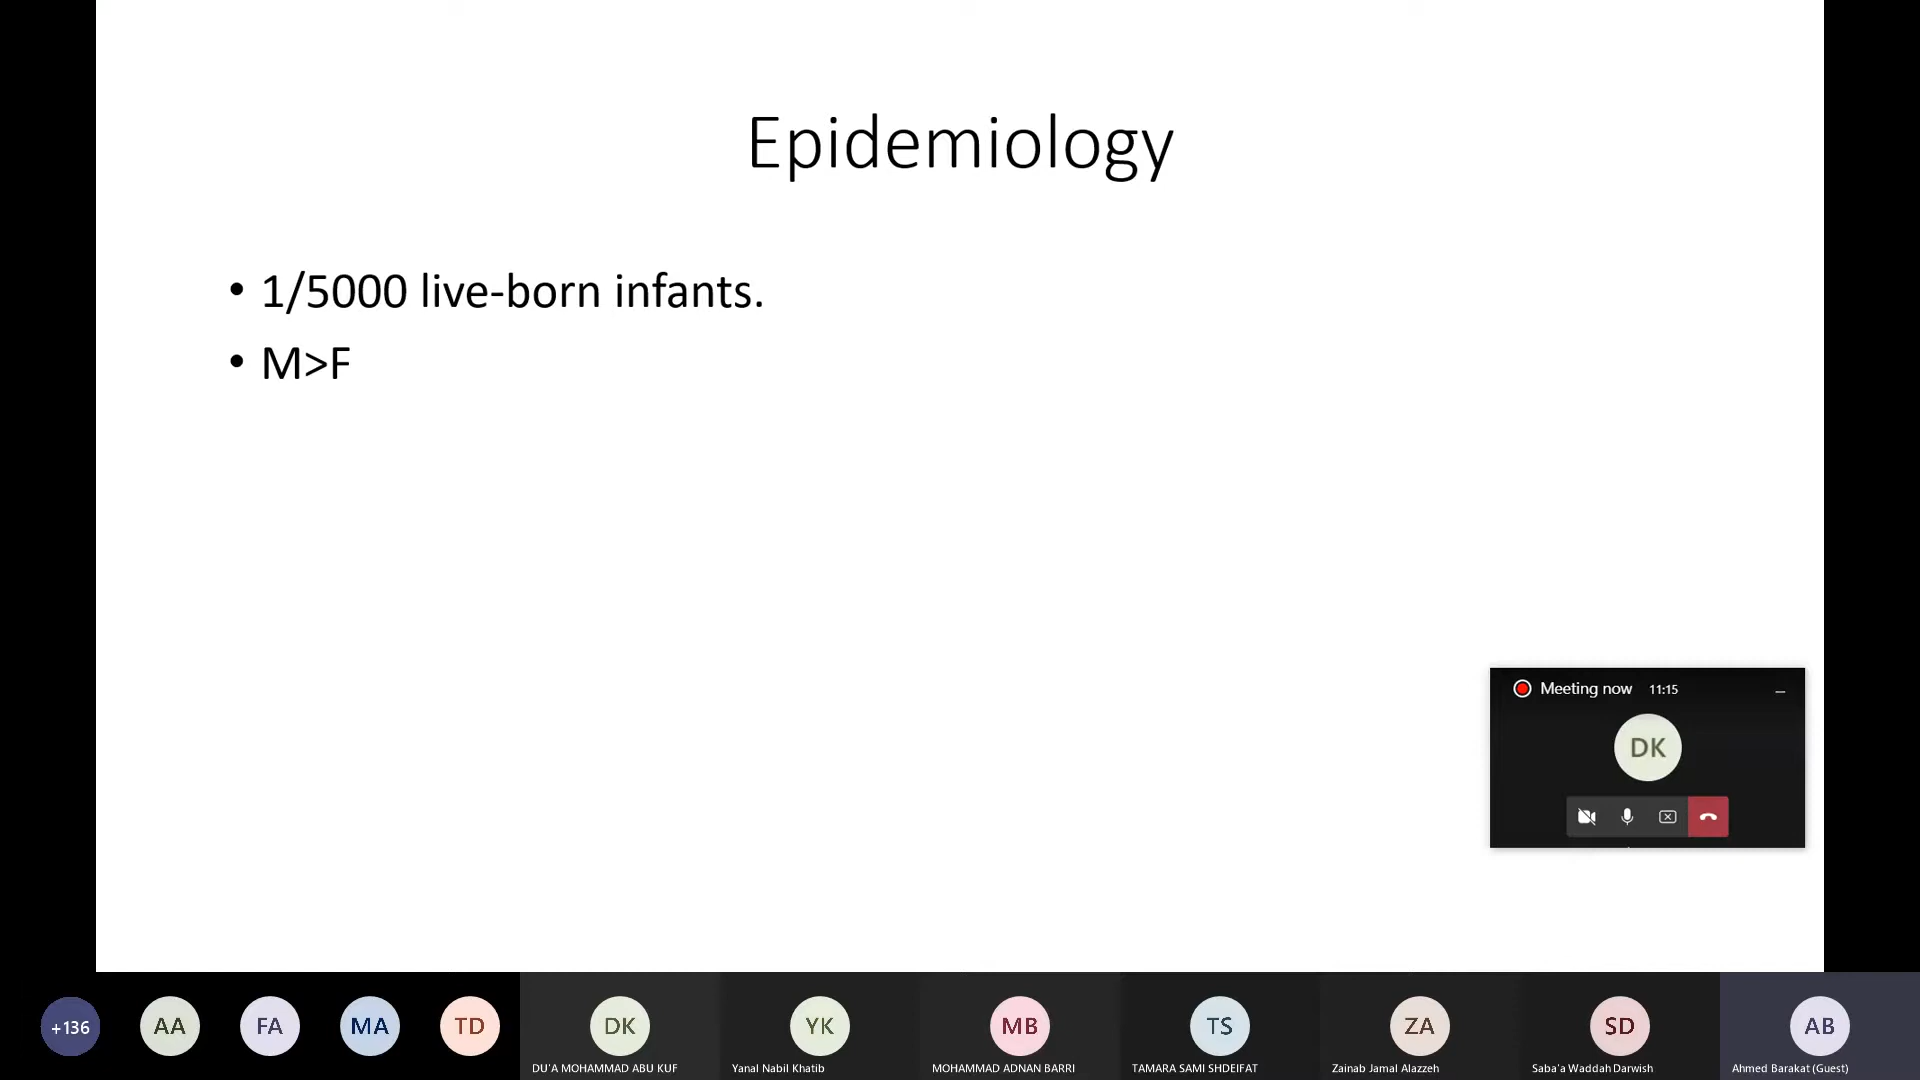 Epidemiology
• 1/5000 live-born infants.
• M>F
Meeting now 11:15
DK
+136
AA
FA
MA
TD
DK
YK
MB
TS
ZA
SD
AB
DU'A MOHAMMAD ABU KUF
Yanal Nabil Khatib
MOHAMMAD ADNAN BARRI
TAMARA SAMI SHDEIFAT
Zainab Jamal Alazzeh
Saba'a Waddah Darwish
Ahmed Barakat (Guest)